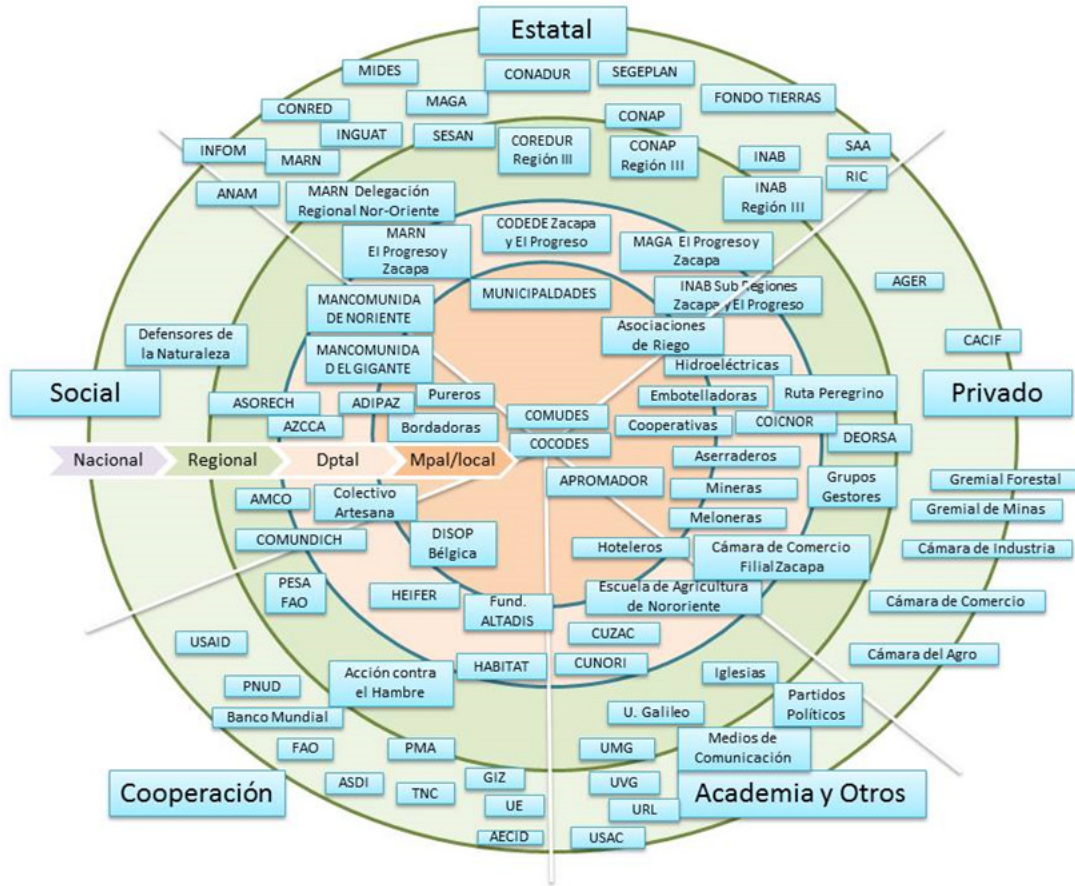 Estatal
MIDES
CONADUR
SEGEPLAN
MAGA
FONDO TIERRAS
CONRED
CONAP
INGUAT
SESAN
COREDUR
Región III
CONAP
Región III
INFOM
MARN
INAB
SAA
RIC
ANAM
MARN Delegación
Regional Nor-Oriente
INAB
Región III
CODEDE Zacapa
y El Progreso
MARN
El Progreso y
Zacapa
MAGA El Progreso y
Zacapa
AGER
MUNICIPALDADES
INAB Sub Regiones
Zacapa y El Progreso
MANCOMUNIDA
DE NORIENTE
Asociaciones
de Riego
Defensores de
la Naturaleza
CACIF
MANCOMUNIDA
D EL GIGANTE
Hidroeléctricas
Social
Privado
Pureros
Embotelladoras
Ruta Peregrino
ASORECH
ADIPAZ
COMUDES
AZCCA
Bordadoras
Cooperativas
COICNOR
COCODES
DEORSA
Nacional
Regional
Dptal
Mpal/local
Aserraderos
APROMADOR
Grupos
Gestores
Gremial Forestal
Mineras
AMCO
Colectivo
Artesana
Gremial de Minas
Meloneras
COMUNDICH
DISOP
Bélgica
Hoteleros
Cámara de Comercio
Filial Zacapa
Cámara de Industria
PESA
FAO
HEIFER
Fund.
ALTADIS
Escuela de Agricultura
de Nororiente
Cámara de Comercio
USAID
CUZAC
Cámara del Agro
HABITAT
CUNORI
Acción contra
el Hambre
Iglesias
PNUD
Partidos
Políticos
Banco Mundial
U. Galileo
FAO
PMA
UMG
Medios de
Comunicación
Cooperación
ASDI
TNC
GIZ
UVG
Academia y Otros
UE
URL
AECID
USAC